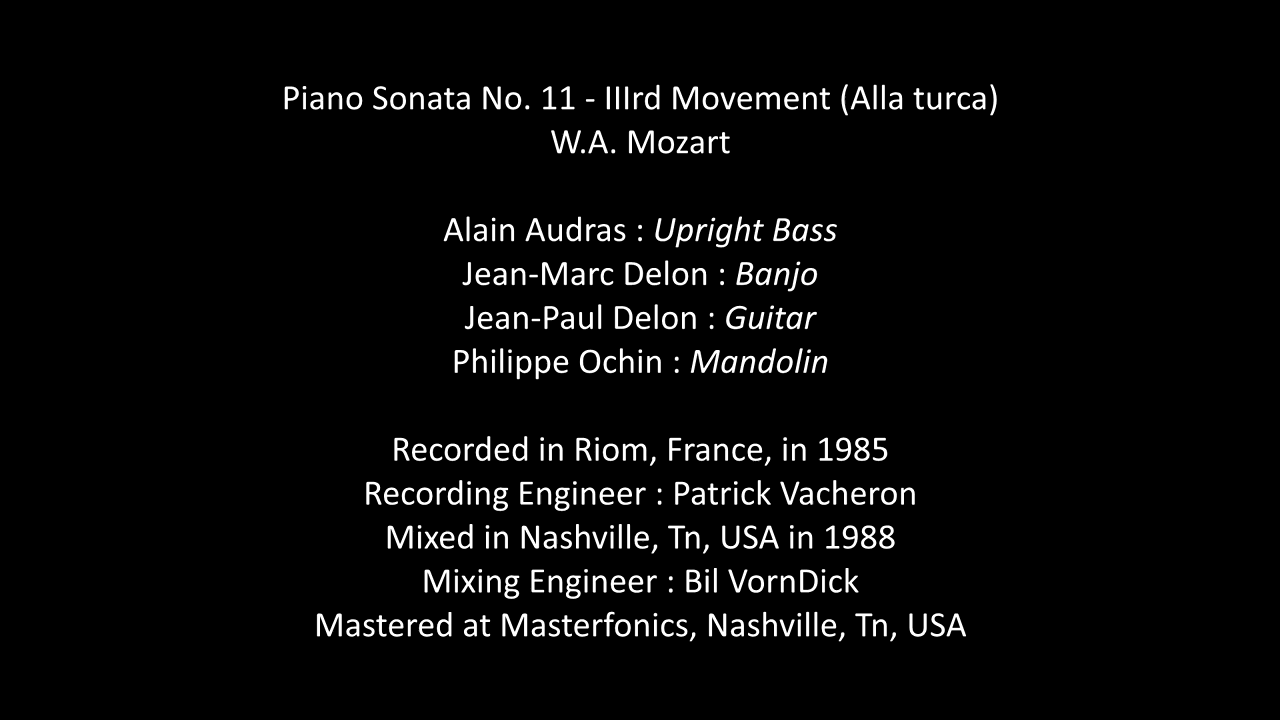 Piano Sonata No. 11 - IIIrd Movement (Alla turca)
W.A. Mozart
Alain Audras : Upright Bass
Jean-Marc Delon : Banjo
Jean-Paul Delon : Guitar
Philippe Ochin : Mandolin
Recorded in Riom, France, in 1985
Recording Engineer : Patrick Vacheron
Mixed in Nashville, Tn, USA in 1988
Mixing Engineer : Bil VornDick
Mastered at Masterfonics, Nashville, Tn, USA